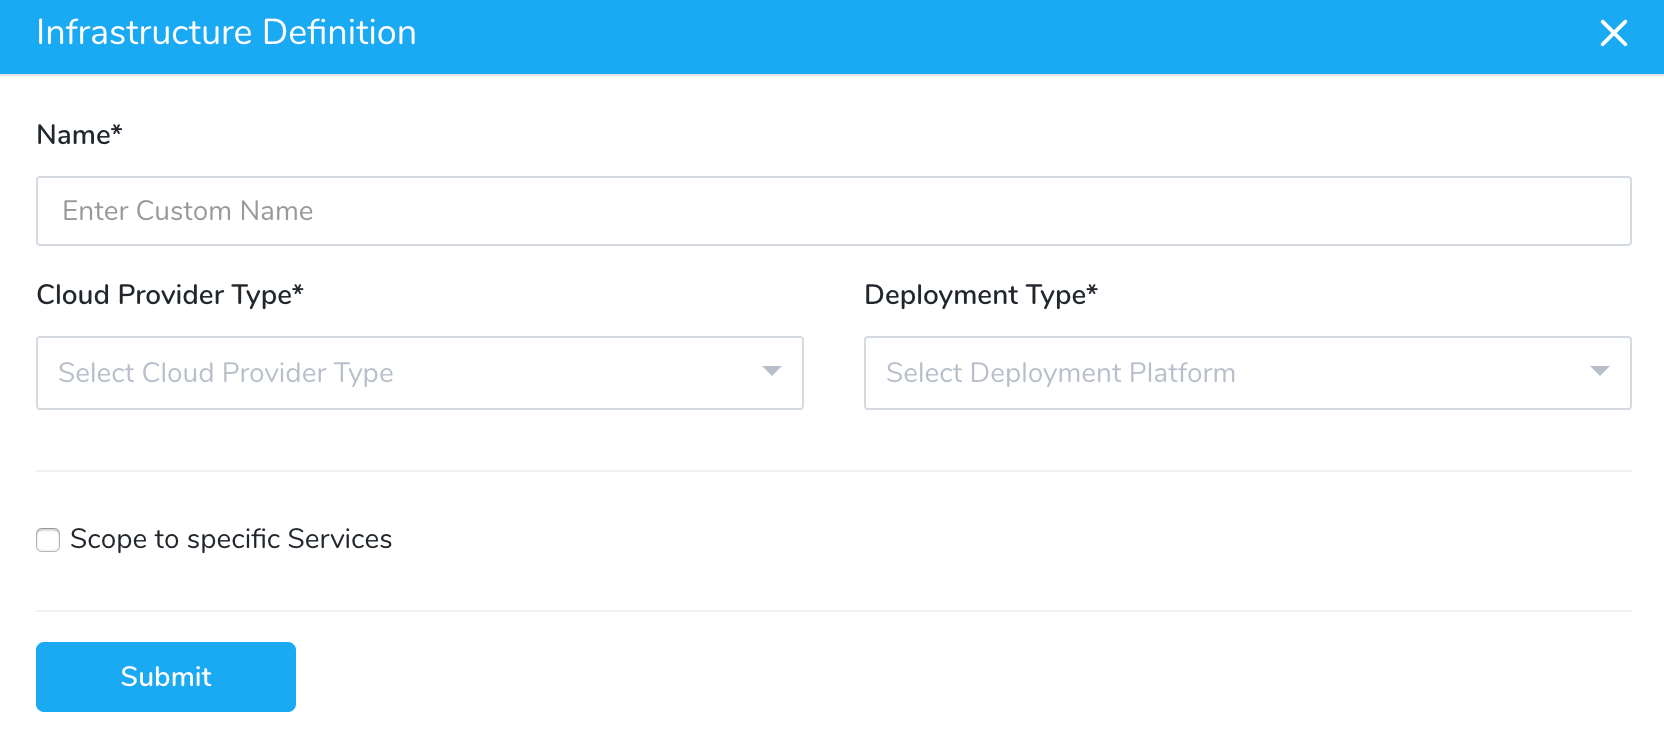 Infrastructure Definition
Name*
Enter Custom Name
Cloud Provider Type*
Deployment Type*
Select Cloud Provider Type
Select Deployment Platform
Scope to specific Services
Submit